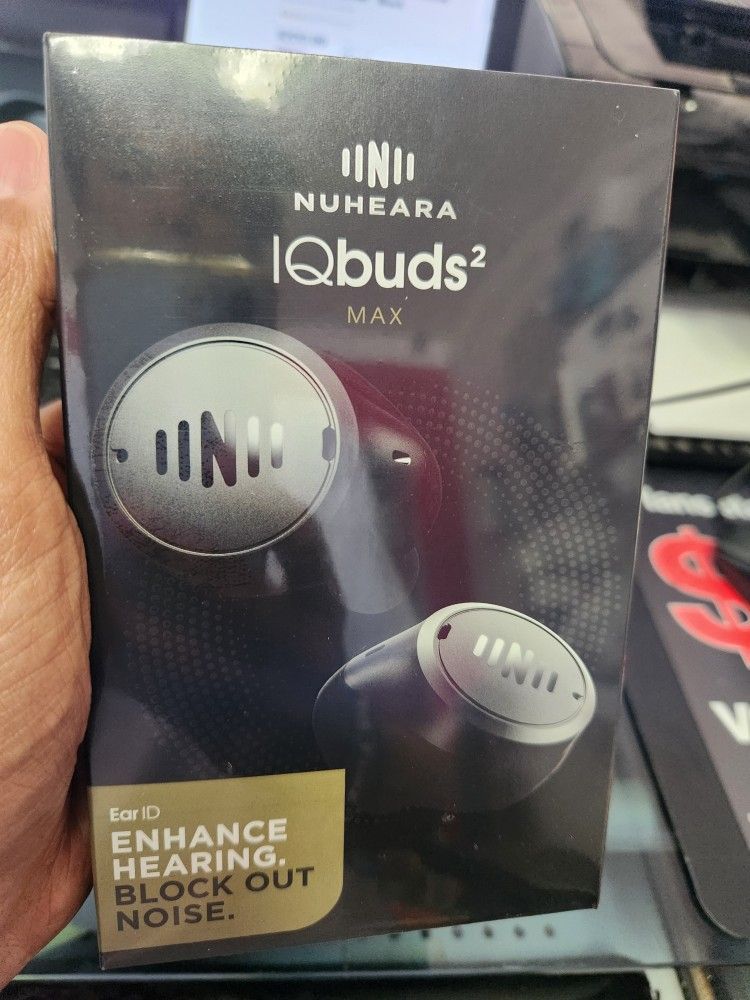 NUHEARA
IQbuds²
MAX
Ear ID
ENHANCE
HEARING.
BLOCK OUT
NOISE.
$